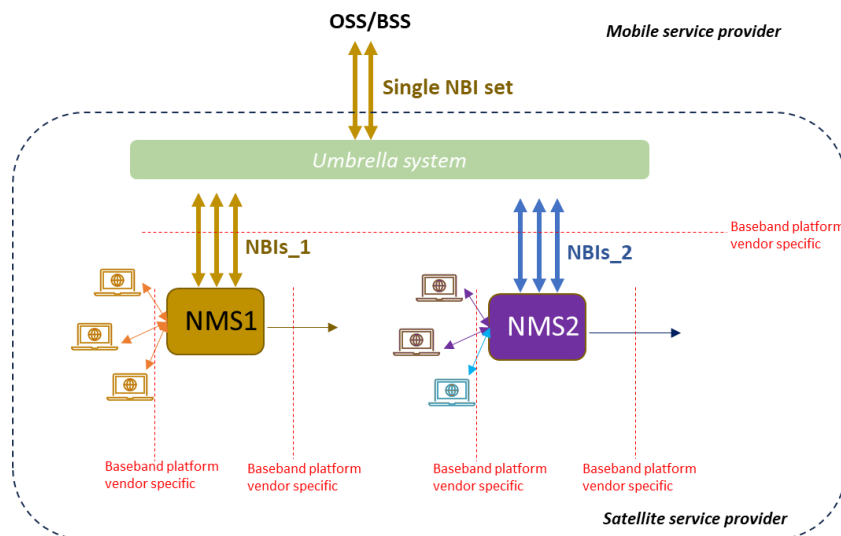 OSS/BSS
Mobile service provider
Single NBI set
Umbrella system
Baseband platform
vendor specific
NBIs_1
NBIs_2
NMS1
NMS2
Baseband platform
vendor specific
Baseband platform
vendor specific
Baseband platform
vendor specific
Baseband platform
vendor specific
Satellite service provider